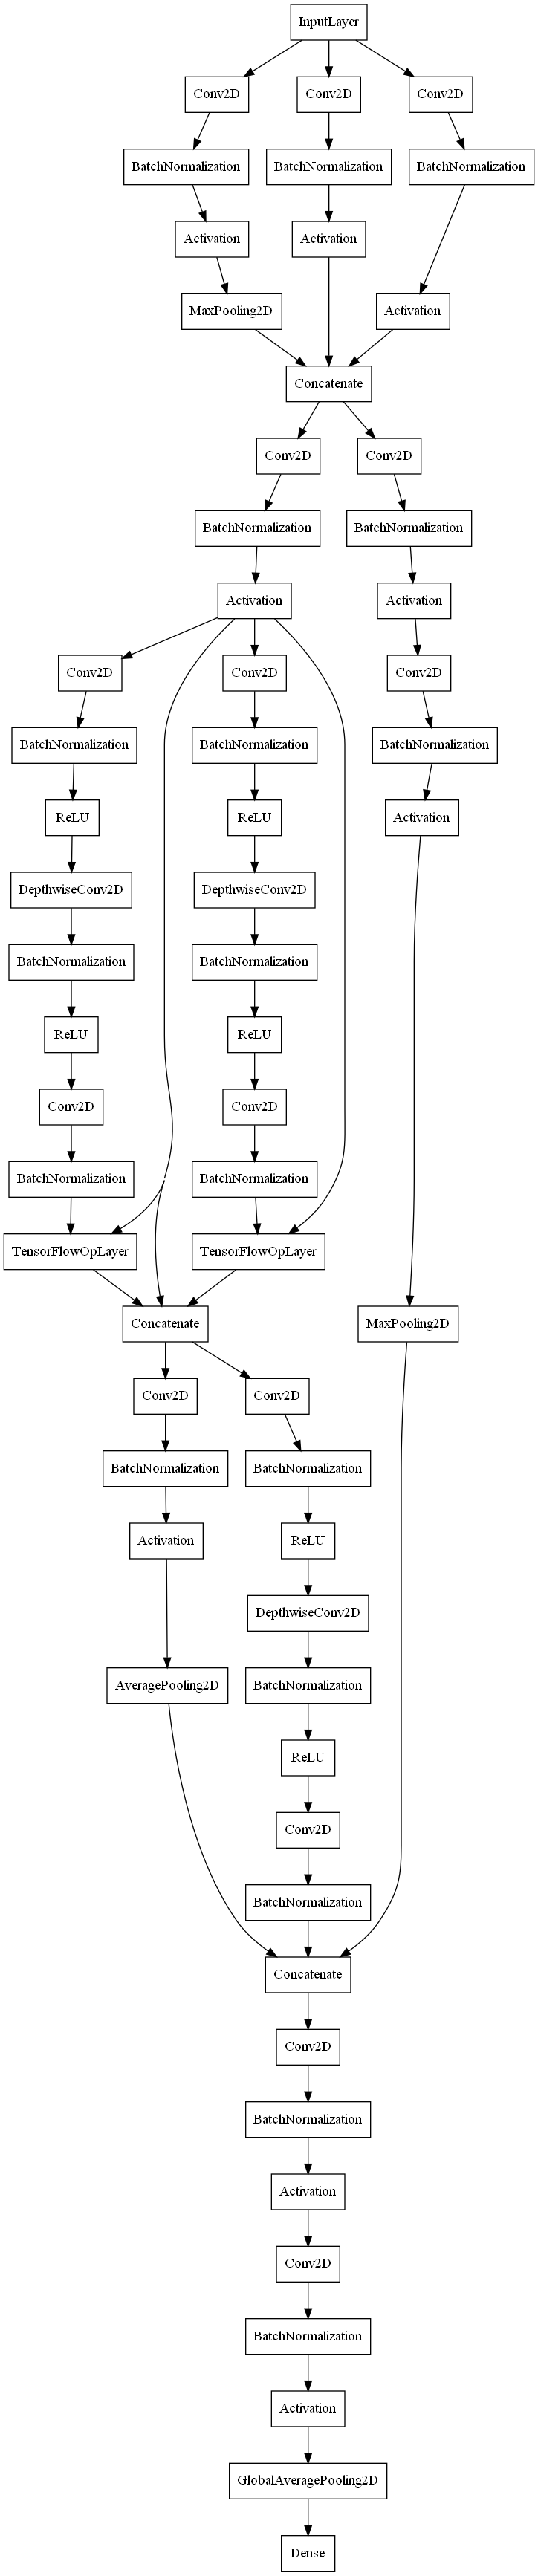 InputLayer
Conv2D
Conv2D
Conv2D
BatchNormalization
BatchNormalization
BatchNormalization
Activation
Activation
MaxPooling2D
Activation
Concatenate
Conv2D
Conv2D
BatchNormalization
BatchNormalization
Activation
Activation
Conv2D
Conv2D
Conv2D
BatchNormalization
BatchNormalization
BatchNormalization
ReLU
ReLU
Activation
DepthwiseConv2D
DepthwiseConv2D
BatchNormalization
BatchNormalization
ReLU
ReLU
Conv2D
Conv2D
BatchNormalization
BatchNormalization
TensorFlowOpLayer
TensorFlowOpLayer
Concatenate
MaxPooling2D
Conv2D
Conv2D
BatchNormalization
BatchNormalization
Activation
ReLU
DepthwiseConv2D
AveragePooling2D
BatchNormalization
ReLU
Conv2D
BatchNormalization
Concatenate
Conv2D
BatchNormalization
Activation
Conv2D
BatchNormalization
Activation
GlobalAveragePooling2D
Dense